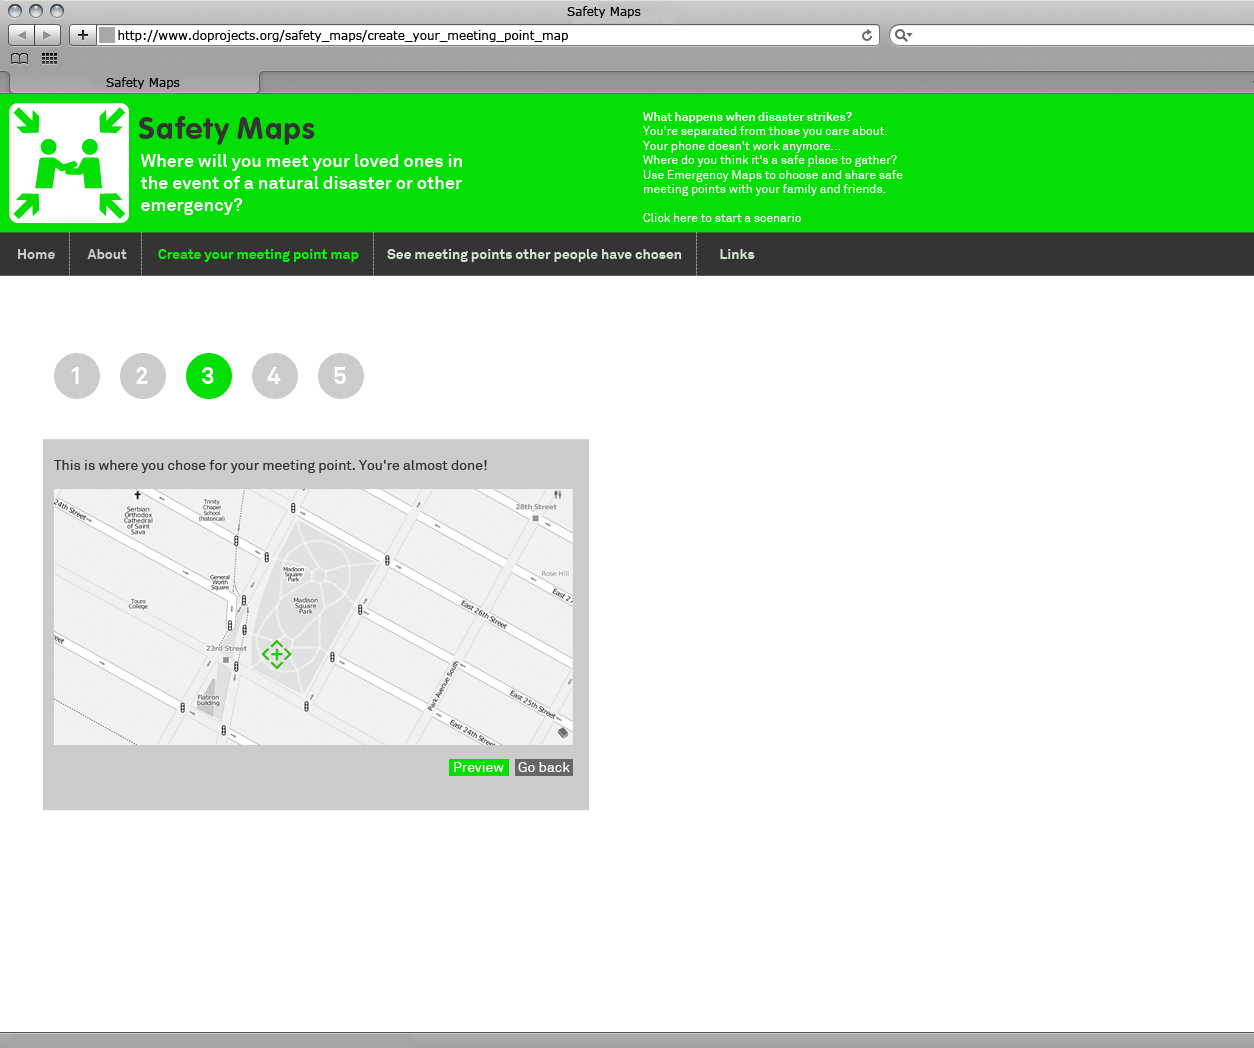 Safety Maps
http://www.doprojects.org/safety_maps/create_your_meeting_point_map
Safety Maps
Safety Maps
Where will you meet your loved ones in
the event of a natural disaster or other
emergency?
What happens when disaster strikes?
You're separated from those you care about.
Your phone doesn't work anymore...
Where do you think it's a safe place to gather?
Use Emergency Maps to choose and share safe
meeting points with your family and friends.
Click here to start a scenario
Home
About
Create your meeting point map
See meeting points other people have chosen
Links
1
2
3
4
5
This is where you chose for your meeting point. You're almost done!
24th Street
Serbian
Orthodox
Cathedral
of Saint
Sava
Trinity
Chapel
School
(historical)
28th Street
General
Worth
Square
Madison
Square
Park
Rose Hill
Touro
College
Madison
Square
Park
East 2
East 26th Street
reet
23rd Street
Park Avenue South
Flatiron
building
East 25th Street
East 24th Street
Preview
Go back